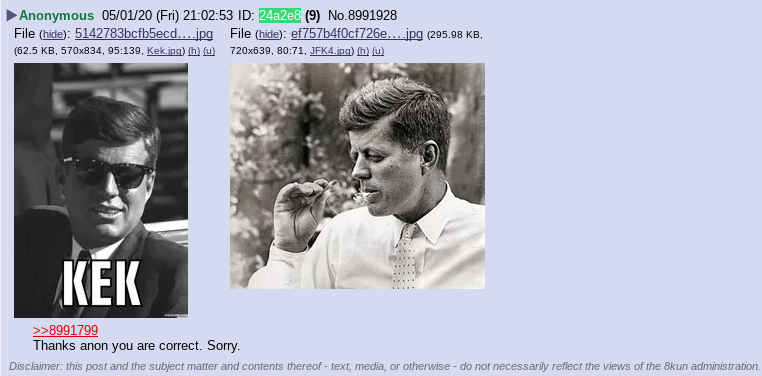 Anonymous 05/01/20 (Fri) 21:02:53 ID: 24a2e8 (9) No.8991928
File (hide): 5142783bcfb5ecd….jpg
(62.5 KB, 570x834, 95:139, Kek.jpg) (h) (u)
File (hide): ef757b4f0cf726e….jpg (295.98 KB,
720x639, 80:71, JFK4.jpg) (h) (u)
KEK
>>8991799
Thanks anon you are correct. Sorry.
Disclaimer: this post and the subject matter and contents thereof - text, media, or otherwise - do not necessarily reflect the views of the 8kun administration.